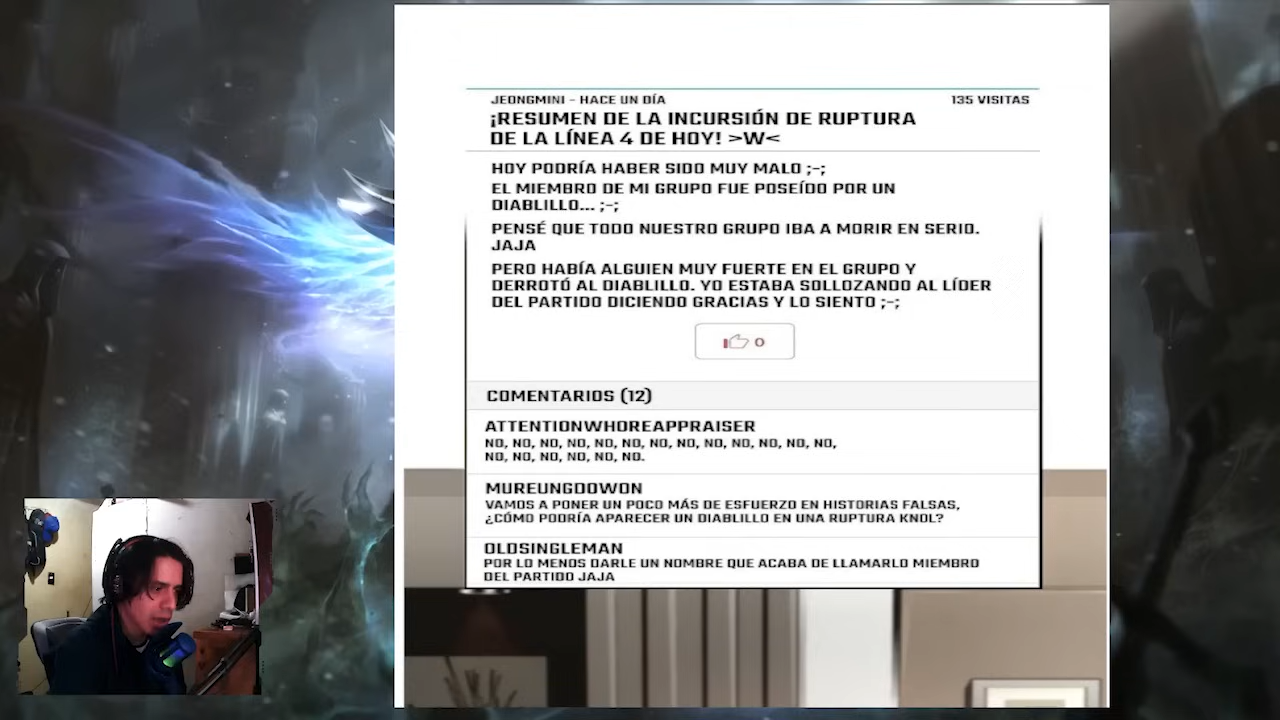 JEONGMINI - HACE UN DÍA 135 VISITAS
¡RESUMEN DE LA INCURSIÓN DE RUPTURA
DE LA LÍNEA 4 DE HOY! >W<
HOY PODRÍA HABER SIDO MUY MALO ;-;
EL MIEMBRO DE MI GRUPO FUE POSEÍDO POR UN
DIABLILLO... ;-;
PENSÉ QUE TODO NUESTRO GRUPO IBA A MORIR EN SERIO.
JAJA
PERO HABÍA ALGUIEN MUY FUERTE EN EL GRUPO Y
DERROTÓ AL DIABLILLO. YO ESTABA SOLLOZANDO AL LÍDER
DEL PARTIDO DICIENDO GRACIAS Y LO SIENTO ;-;
0
COMENTARIOS (12)
ATTENTIONWHOREAPPRAISER
NO, NO, NO, NO, NO, NO, NO, NO, NO, NO, NO, NO, NO,
NO, NO, NO, NO, NO, NO.
MUREUNGDOWON
VAMOS A PONER UN POCO MÁS DE ESFUERZO EN HISTORIAS FALSAS,
¿CÓMO PODRÍA APARECER UN DIABLILLO EN UNA RUPTURA KNOL?
OLDSINGLEMAN
POR LO MENOS DARLE UN NOMBRE QUE ACABA DE LLAMARLO MIEMBRO
DEL PARTIDO JAJA